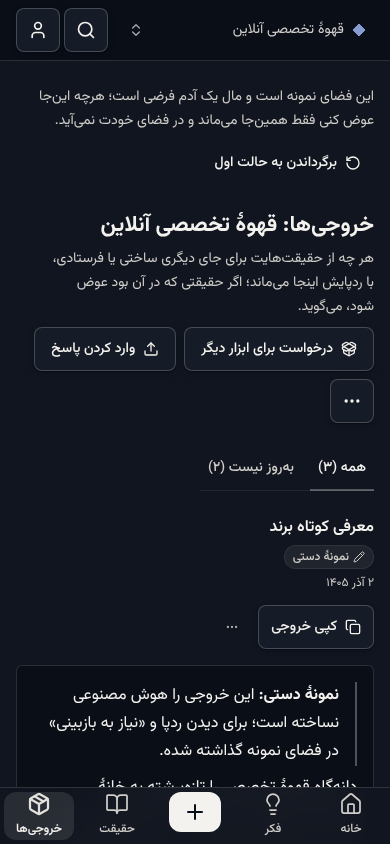 قهوهٔ تخصصی آنلاین
این فضای نمونه است و مال یک آدم فرضی است؛ هرچه این‌جا
عوض کنی فقط همین‌جا می‌ماند و در فضای خودت نمی‌آید.
برگرداندن به حالت اول
خروجی‌ها: قهوهٔ تخصصی آنلاین
هر چه از حقیقت‌هایت برای جای دیگری ساختی یا فرستادی،
با ردپایش اینجا می‌ماند؛ اگر حقیقتی که در آن بود عوض
شود، می‌گوید.
درخواست برای ابزار دیگر
وارد کردن پاسخ
همه (۳)
به‌روز نیست (۲)
معرفی کوتاه برند
نمونهٔ دستی
۲ آذر ۱۴۰۵
کپی خروجی
نمونهٔ دستی: این خروجی را هوش مصنوعی
نساخته است؛ برای دیدن ردپا و «نیاز به بازبینی»
در فضای نمونه گذاشته شده.
خانه
فکر
حقیقت
خروجی‌ها